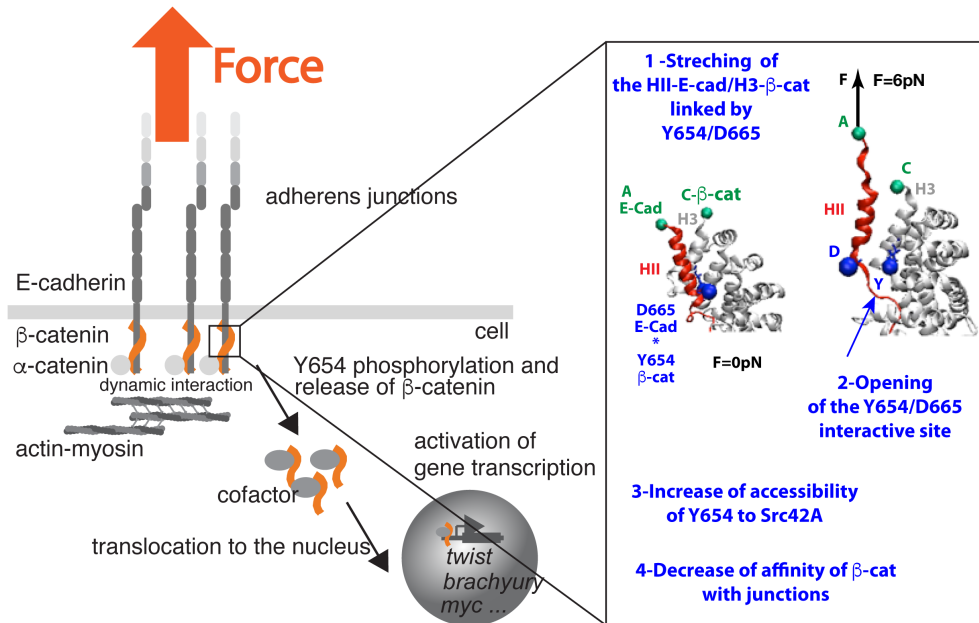 Force
adherens junctions
E-cadherin
β-catenin
α-catenin
cell
dynamic interaction
actin-myosin
Y654 phosphorylation and
release of β-catenin
cofactor
activation of
gene transcription
translocation to the nucleus
twist
brachyury
myc ...
1 -Streching of
the HII-E-cad/H3-β-cat
linked by
Y654/D665
F
F=6pN
A
C
H3
HII
D
Y
A
E-Cad
C-β-cat
H3
HII
D665
E-Cad
*
Y654
β-cat
F=0pN
2-Opening
of the Y654/D665
interactive site
3-Increase of accessibility
of Y654 to Src42A
4-Decrease of affinity of β-cat
with junctions